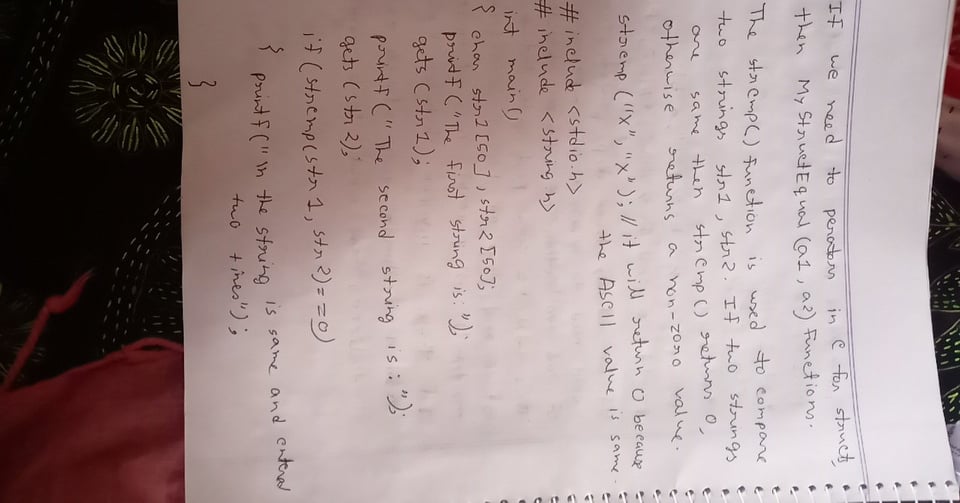 If we need to peratons in C for structs,
then MyStructEqual (a1, a2) functions.
The strcmp() function is used to compare
two strings str1, str2. If two strings
are same then strcmp() returns 0,
otherwise returns a non-zero value.
strcmp ("X", "X"); // it will return 0 because
the ASCII value is same.
# include <stdio.h>
# include <string.h>
int main()
{ char str1[50], str2[50];
printf ("The first string is: ");
gets (str1);
printf ("The second string is: ");
gets (str2);
if (strcmp(str1, str2)==0)
{ printf ("\n the string is same and entered
two times");
}